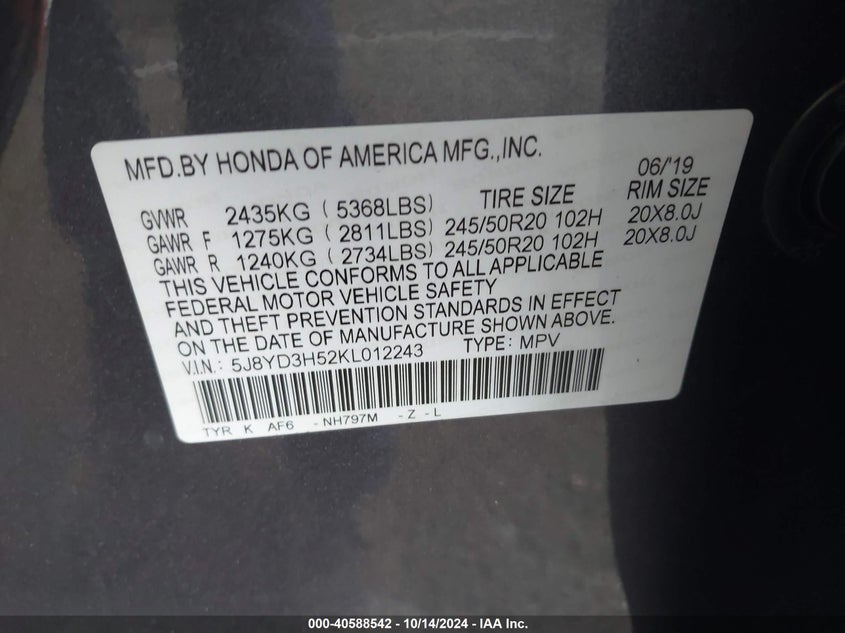 MFD.BY HONDA OF AMERICA MFG.,INC. 06/'19
TIRE SIZE RIM SIZE
GVWR 2435KG ( 5368LBS)
GAWR F 1275KG ( 2811LBS) 245/50R20 102H 20X8.0J
GAWR R 1240KG ( 2734LBS) 245/50R20 102H 20X8.0J
THIS VEHICLE CONFORMS TO ALL APPLICABLE
FEDERAL MOTOR VEHICLE SAFETY
AND THEFT PREVENTION STANDARDS IN EFFECT
ON THE DATE OF MANUFACTURE SHOWN ABOVE.
V.I.N.: 5J8YD3H52KL012243 TYPE: MPV
TYR K AF6 - NH797M - Z - L
000-40588542 - 10/14/2024 - IAA Inc.